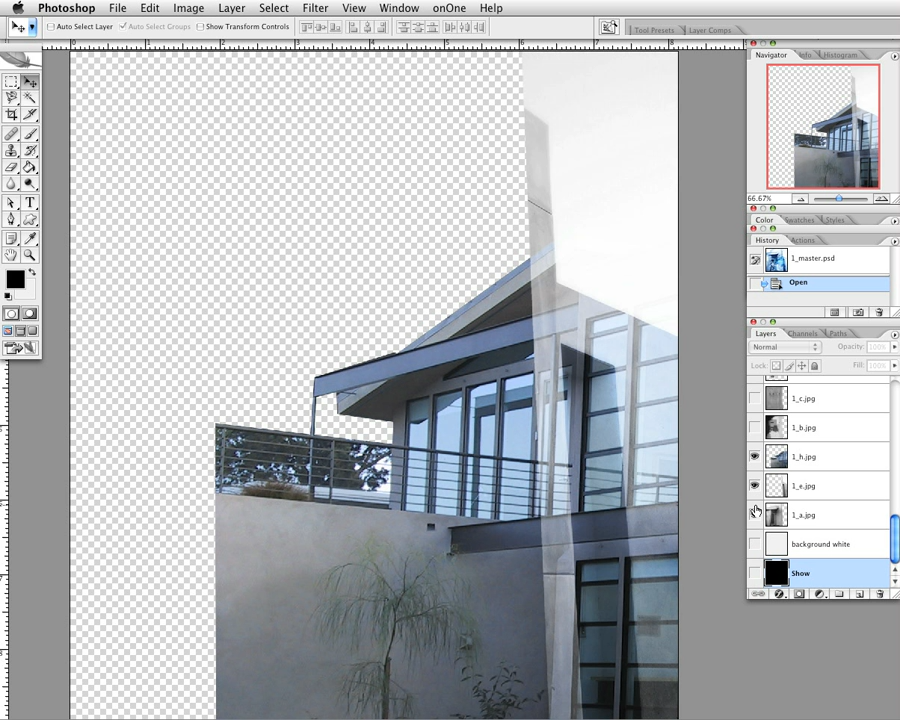 Photoshop File Edit Image Layer Select Filter View Window onOne Help
Auto Select Layer Auto Select Groups Show Transform Controls
Tool Presets Layer Comps
Navigator Info Histogram
66.67%
Color Swatches Styles
History Actions
1_master.psd
Open
Layers Channels Paths
Normal Opacity: 100%
Lock: Fill: 100%
1_c.jpg
1_b.jpg
1_h.jpg
1_e.jpg
1_a.jpg
background white
Show